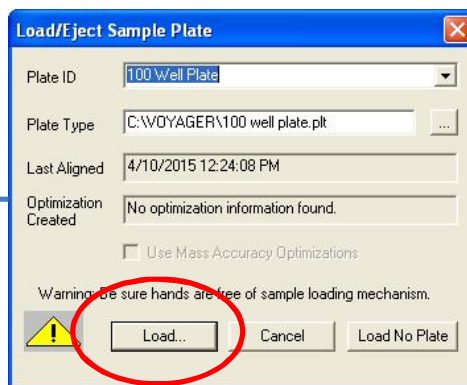 Load/Eject Sample Plate
Plate ID 100 Well Plate
Plate Type C:\VOYAGER\100 well plate.plt ...
Last Aligned 4/10/2015 12:24:08 PM
Optimization
Created No optimization information found.
Use Mass Accuracy Optimizations
Warning: Be sure hands are free of sample loading mechanism.
! Load... Cancel Load No Plate